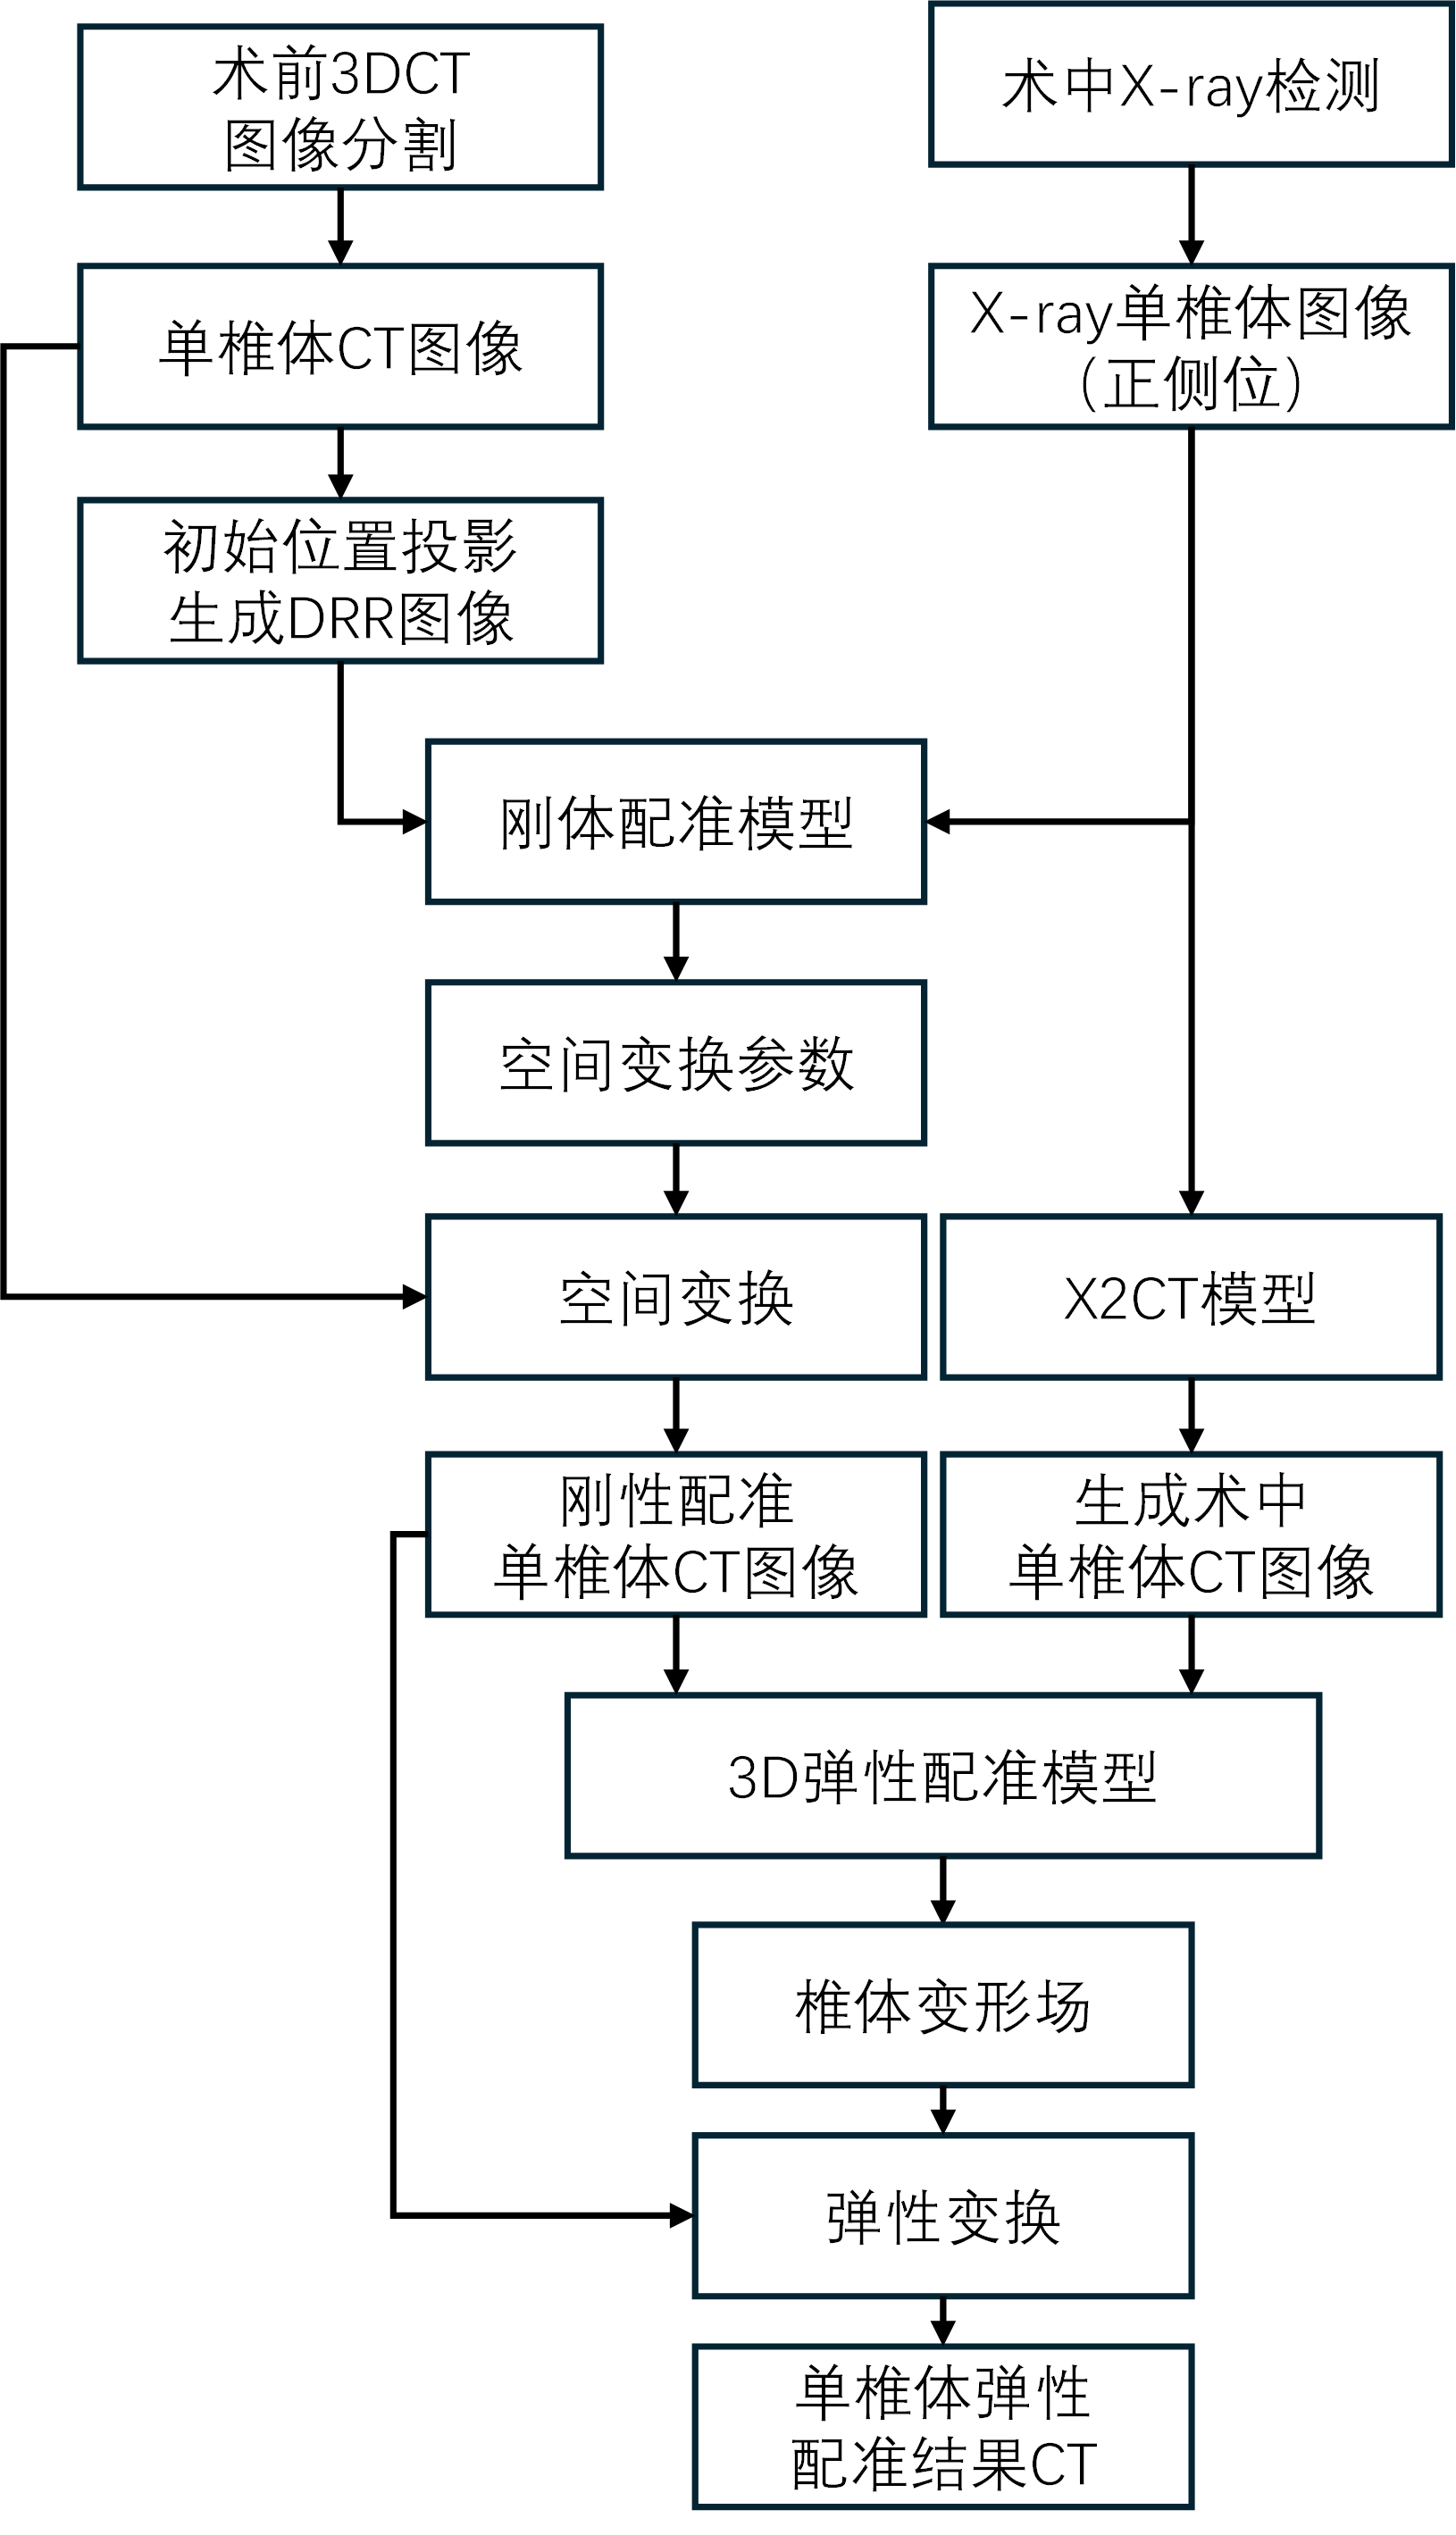 术前3DCT
图像分割
术中X-ray检测
单椎体CT图像
X-ray单椎体图像
（正侧位）
初始位置投影
生成DRR图像
刚体配准模型
空间变换参数
空间变换
X2CT模型
刚性配准
单椎体CT图像
生成术中
单椎体CT图像
3D弹性配准模型
椎体变形场
弹性变换
单椎体弹性
配准结果CT